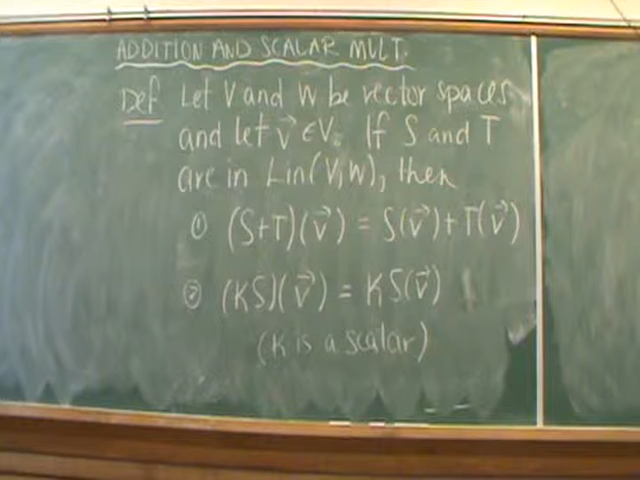 ADDITION AND SCALAR MULT.
Def Let V and W be vector spaces
and let v⃗ ∈ V. If S and T
are in Lin(V,W), then
① (S+T)(v⃗) = S(v⃗)+T(v⃗)
② (KS)(v⃗) = KS(v⃗)
(K is a scalar)